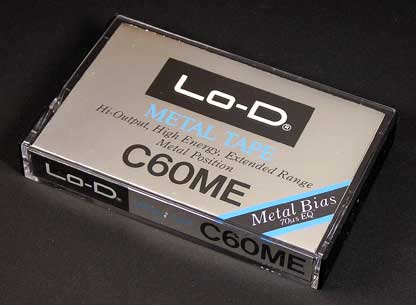 Lo-D®
METAL TAPE
Hi-Output, High Energy, Extended Range
Metal Position
C60ME
Metal Bias
70μs EQ
Lo-D
C60ME